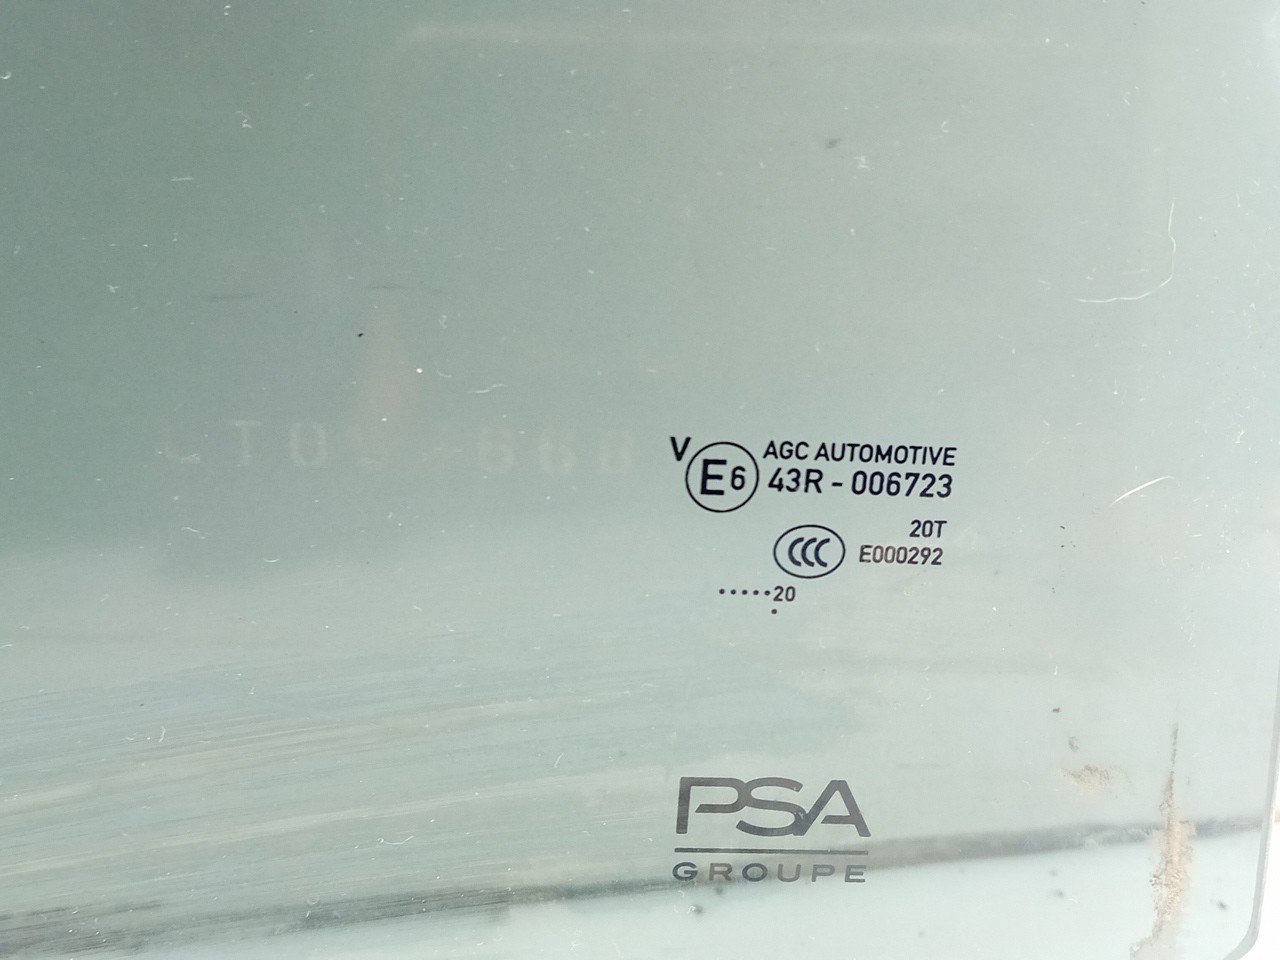 V
E6 AGC AUTOMOTIVE
43R - 006723
20T
CCC E000292
.....20
.
PSA
GROUPE